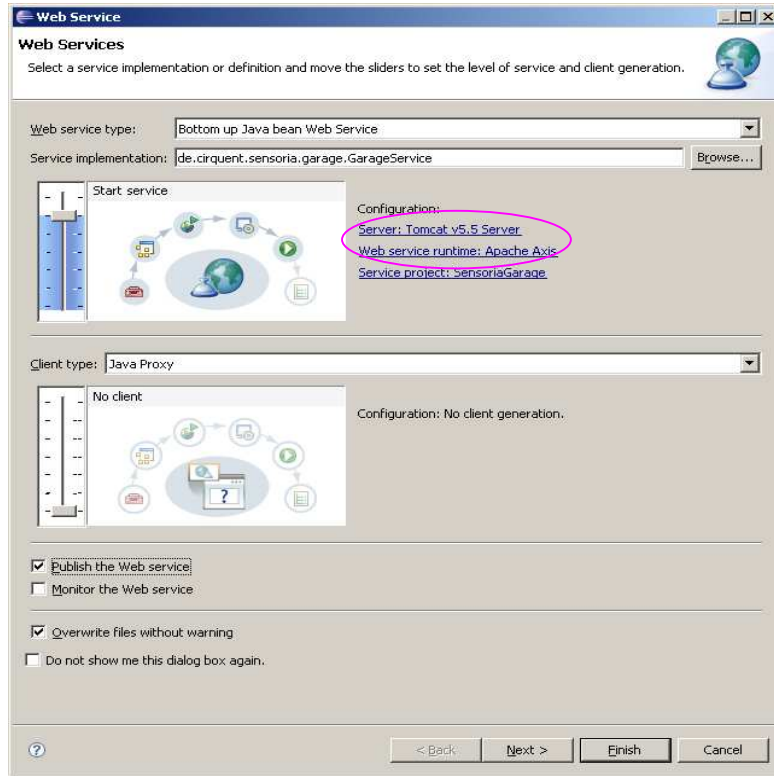 Web Service
Web Services
Select a service implementation or definition and move the sliders to set the level of service and client generation.
Web service type: Bottom up Java bean Web Service
Service implementation: de.cirquent.sensoria.garage.GarageService Browse...
Start service
Configuration:
Server: Tomcat v5.5 Server
Web service runtime: Apache Axis
Service project: SensoriaGarage
Client type: Java Proxy
No client
Configuration: No client generation.
Publish the Web service
Monitor the Web service
Overwrite files without warning
Do not show me this dialog box again.
< Back Next > Finish Cancel